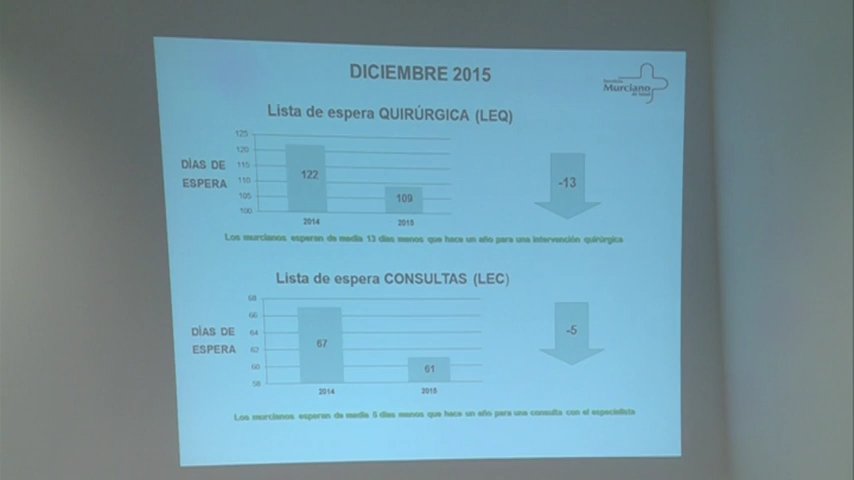 DICIEMBRE 2015
Servicio
Murciano
de Salud
Lista de espera QUIRÚRGICA (LEQ)
125
120
115
110
105
100
DÍAS DE
ESPERA
122
109
2014
2015
-13
Los murcianos esperan de media 13 días menos que hace un año para una intervención quirúrgica
Lista de espera CONSULTAS (LEC)
68
66
64
62
60
58
DÍAS DE
ESPERA
67
61
2014
2015
-5
Los murcianos esperan de media 5 días menos que hace un año para una consulta con el especialista